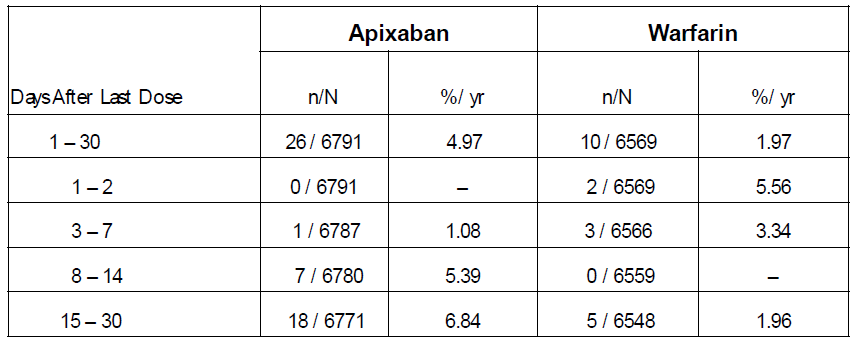 Apixaban Warfarin
Days After Last Dose n/N %/ yr n/N %/ yr
1 – 30 26 / 6791 4.97 10 / 6569 1.97
1 – 2 0 / 6791 – 2 / 6569 5.56
3 – 7 1 / 6787 1.08 3 / 6566 3.34
8 – 14 7 / 6780 5.39 0 / 6559 –
15 – 30 18 / 6771 6.84 5 / 6548 1.96